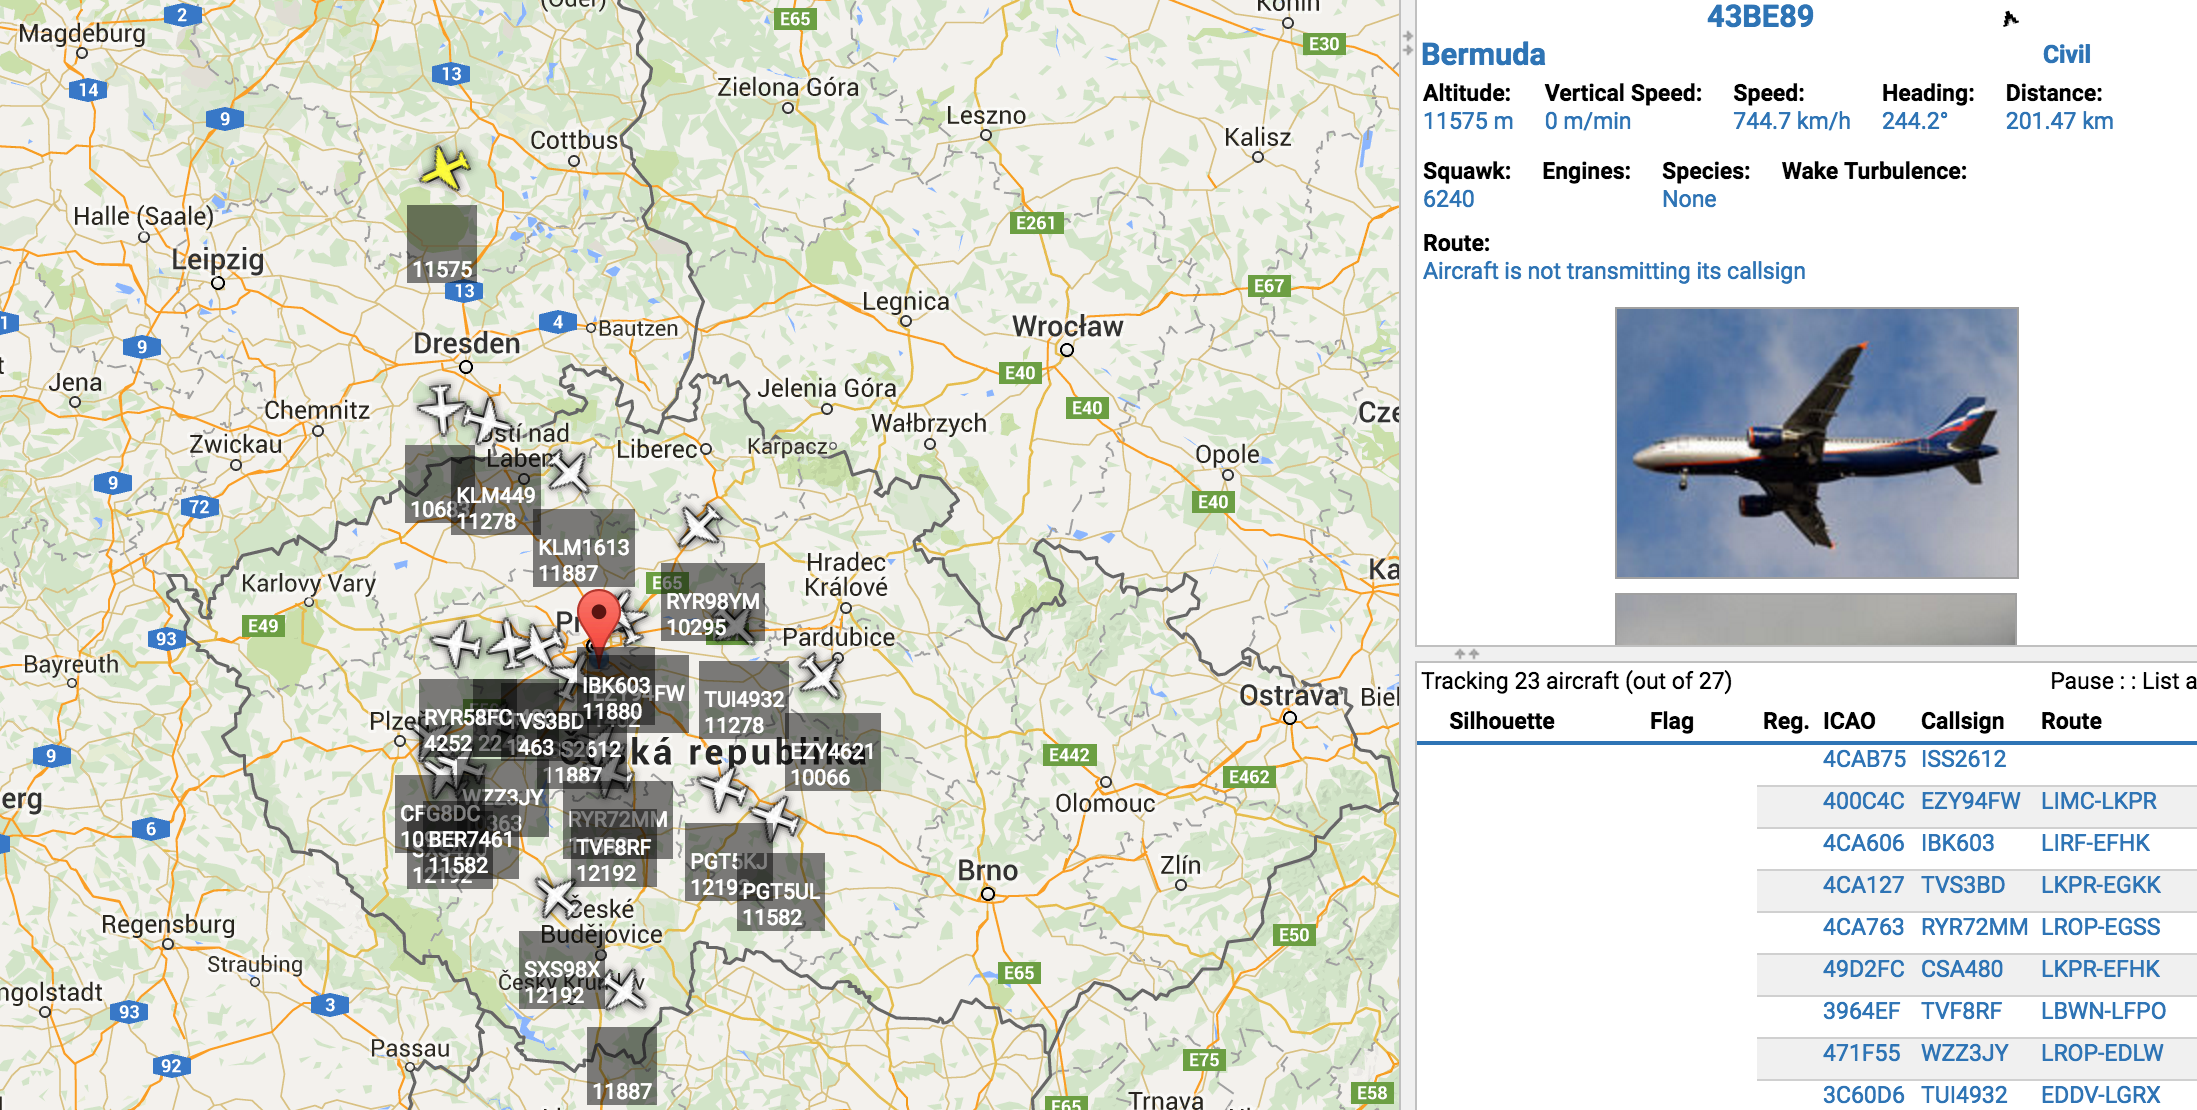 (Oder)
Konin
2
E65
Magdeburg
E30
13
14
Zielona Góra
9
Leszno
Cottbus
Kalisz
Halle (Saale)
E261
Leipzig
11575
13
E67
Legnica
4
Bautzen
Wrocław
1
9
Dresden
E40
Jena
Jelenia Góra
Chemnitz
E40
Cze
Wałbrzych
Zwickau
Ústí nad
Labem
Liberec
Karpacz
Opole
9
72
KLM449
11278
E40
KLM1613
11887
Hradec
Králové
Ka
Karlovy Vary
E65
RYR98YM
10295
E49
93
Pardubice
Bayreuth
IBK603
11880
FW
TUI4932
11278
Ostrava
Biel
Plzeň
RYR58FC
4252
TVS3BD
1463
2612
11887
ká republika
EZY4621
10066
9
E442
E462
erg
Olomouc
6
WZZ3JY
CFG8DC
BER7461
11582
12192
RYR72MM
TVF8RF
12192
PGT5KJ
1219
PGT5UL
11582
Brno
Zlín
Regensburg
České
Budějovice
E50
Straubing
SXS98X
12192
Český Krumlov
E65
ngolstadt
93
3
Passau
92
11887
E75
E58
E65
Trnava
43BE89
Bermuda
Civil
Altitude: Vertical Speed: Speed: Heading: Distance:
11575 m 0 m/min 744.7 km/h 244.2° 201.47 km
Squawk: Engines: Species: Wake Turbulence:
6240 None
Route:
Aircraft is not transmitting its callsign
Tracking 23 aircraft (out of 27)
Pause : : List a
Silhouette Flag Reg. ICAO Callsign Route
4CAB75 ISS2612
400C4C EZY94FW LIMC-LKPR
4CA606 IBK603 LIRF-EFHK
4CA127 TVS3BD LKPR-EGKK
4CA763 RYR72MM LROP-EGSS
49D2FC CSA480 LKPR-EFHK
3964EF TVF8RF LBWN-LFPO
471F55 WZZ3JY LROP-EDLW
3C60D6 TUI4932 EDDV-LGRX